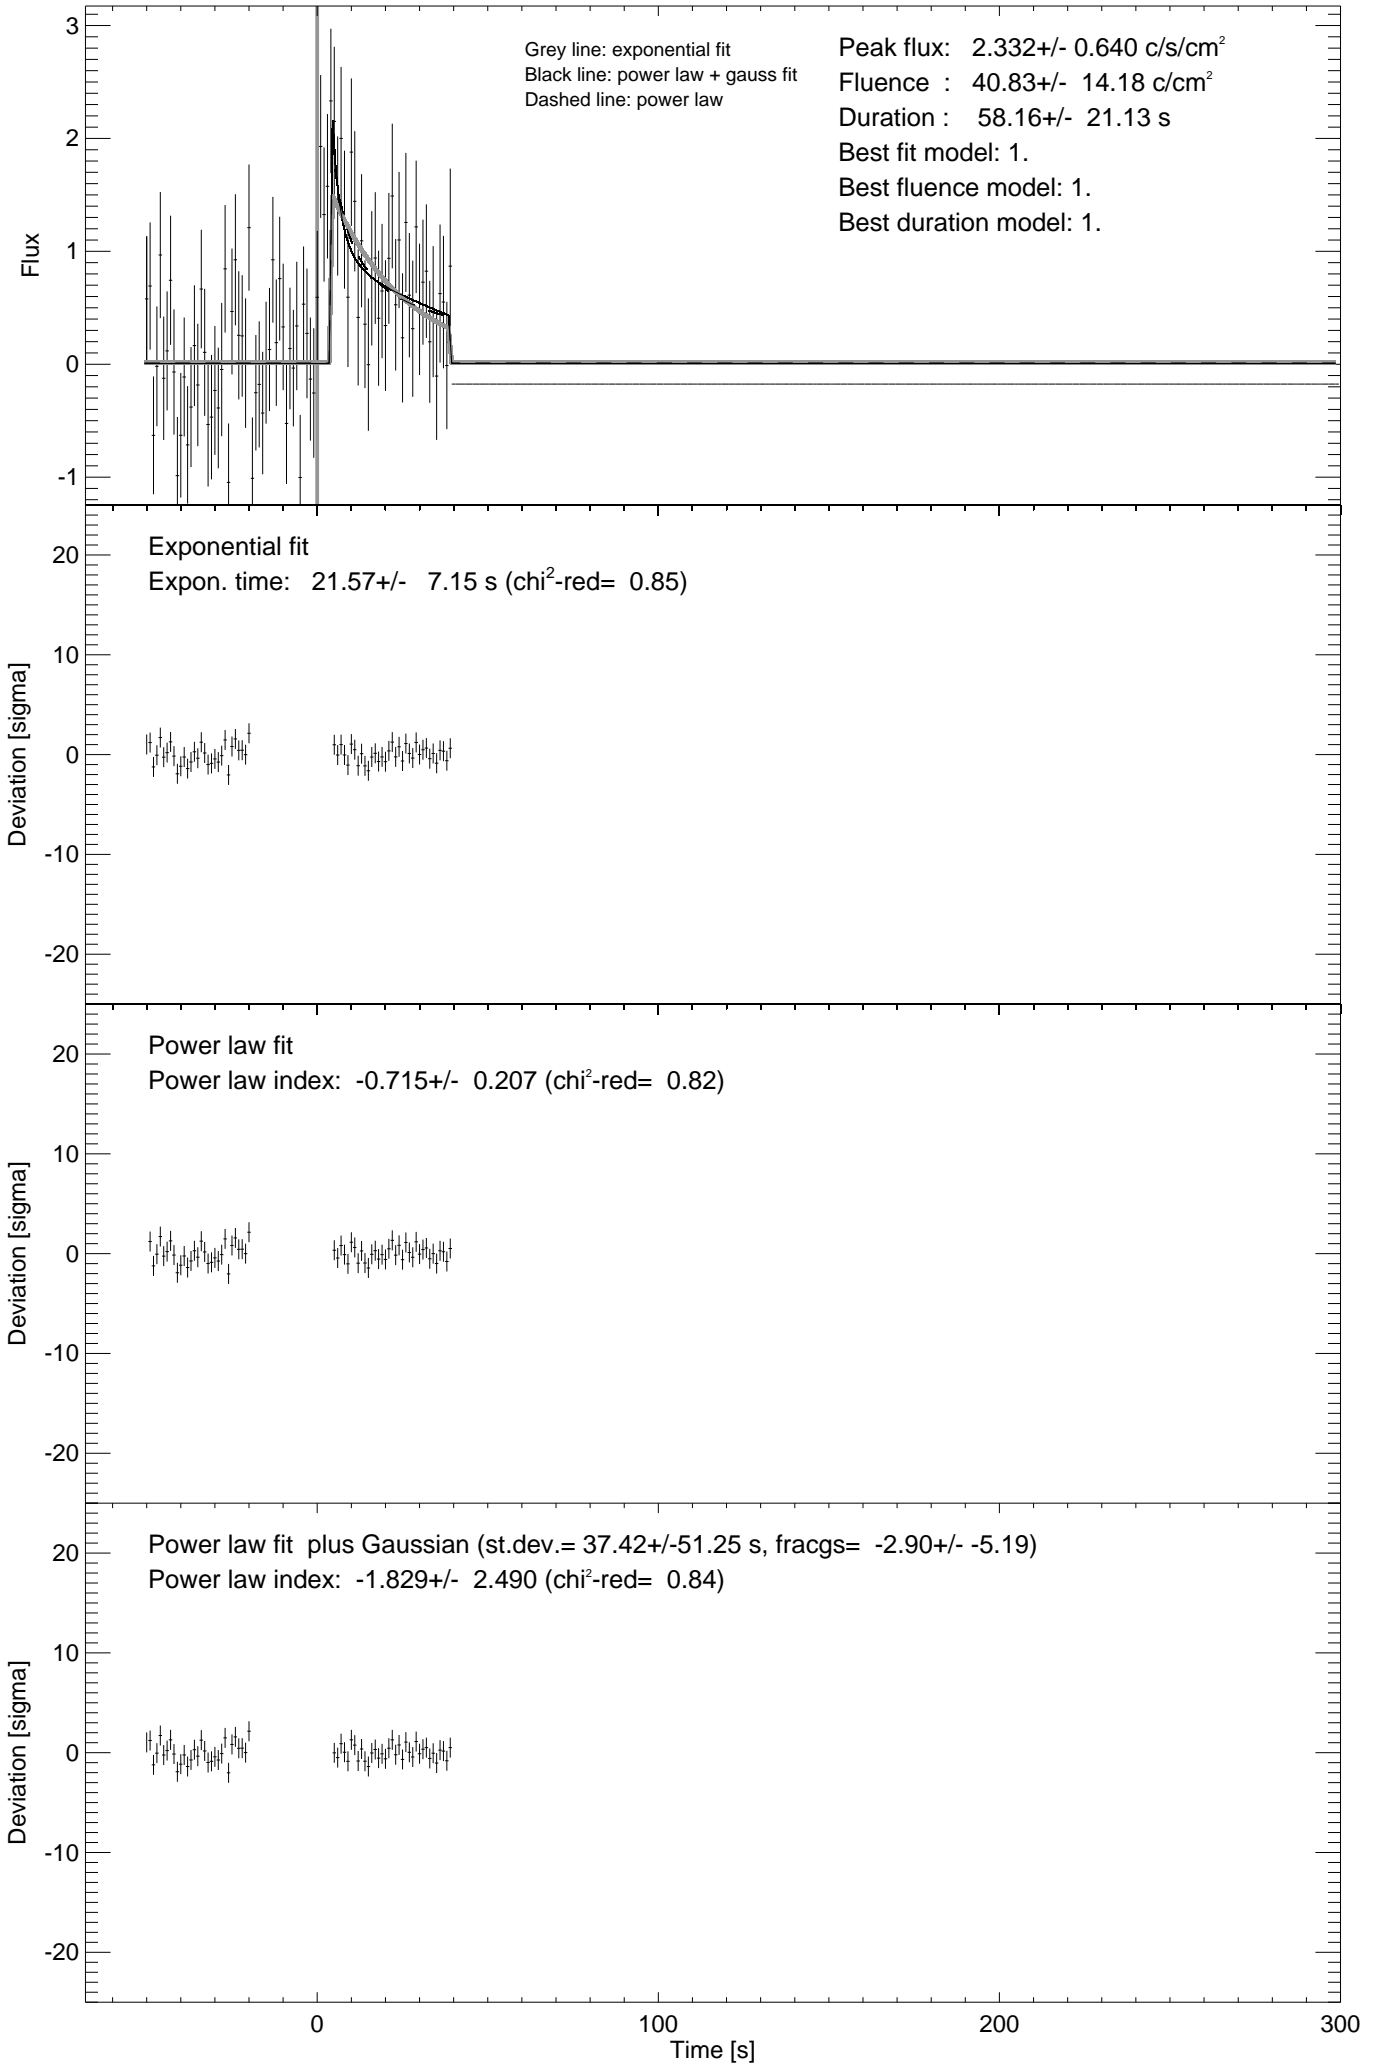 3
2
1
0
-1
Flux
Grey line: exponential fit
Black line: power law + gauss fit
Dashed line: power law
Peak flux: 2.332+/- 0.640 c/s/cm²
Fluence : 40.83+/- 14.18 c/cm²
Duration : 58.16+/- 21.13 s
Best fit model: 1.
Best fluence model: 1.
Best duration model: 1.
20
10
0
-10
-20
Deviation [sigma]
Exponential fit
Expon. time: 21.57+/- 7.15 s (chi²-red= 0.85)
20
10
0
-10
-20
Deviation [sigma]
Power law fit
Power law index: -0.715+/- 0.207 (chi²-red= 0.82)
20
10
0
-10
-20
Deviation [sigma]
Power law fit plus Gaussian (st.dev.= 37.42+/-51.25 s, fracgs= -2.90+/- -5.19)
Power law index: -1.829+/- 2.490 (chi²-red= 0.84)
0
100
200
300
Time [s]